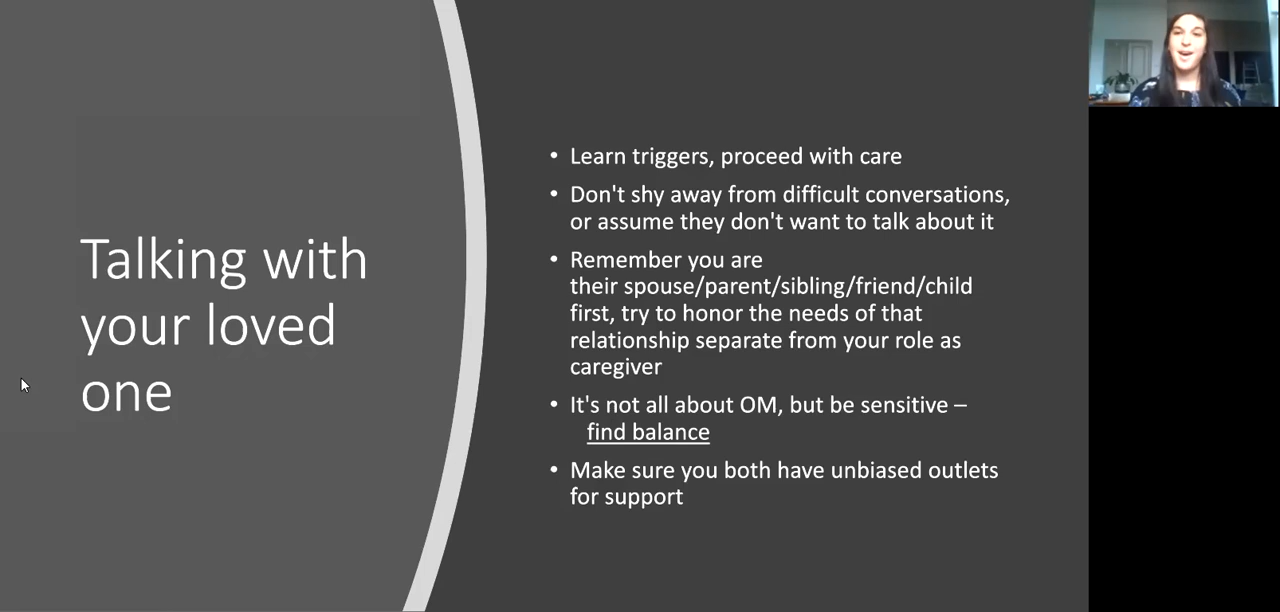 Talking with
your loved
one
• Learn triggers, proceed with care
• Don't shy away from difficult conversations,
or assume they don't want to talk about it
• Remember you are
their spouse/parent/sibling/friend/child
first, try to honor the needs of that
relationship separate from your role as
caregiver
• It's not all about OM, but be sensitive –
find balance
• Make sure you both have unbiased outlets
for support